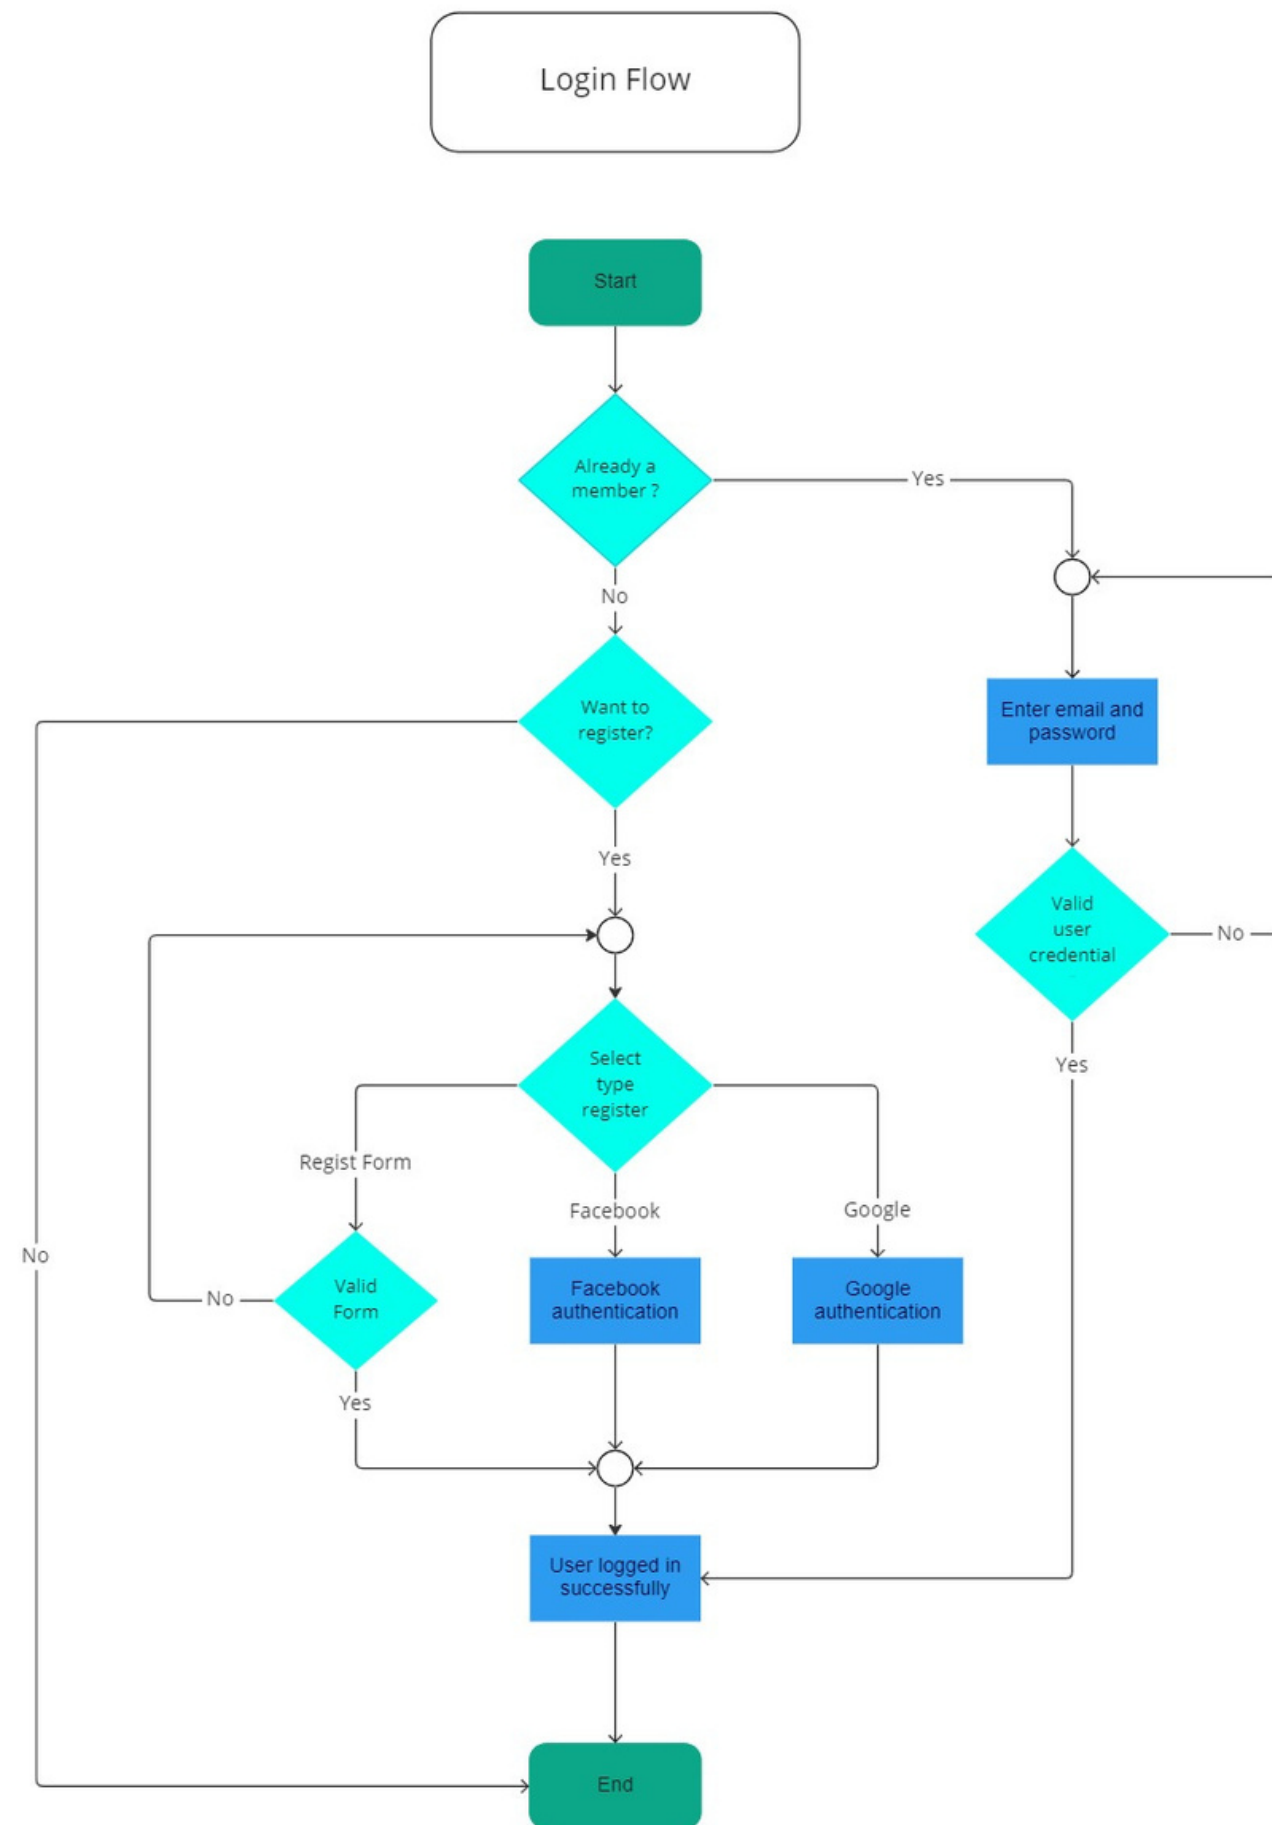 Login Flow
Start
Already a
member ?
Yes
No
Want to
register?
Enter email and
password
Yes
Valid
user
credential
No
Select
type
register
Yes
Regist Form
Facebook
Google
No
Valid
Form
Facebook
authentication
Google
authentication
No
Yes
User logged in
successfully
End